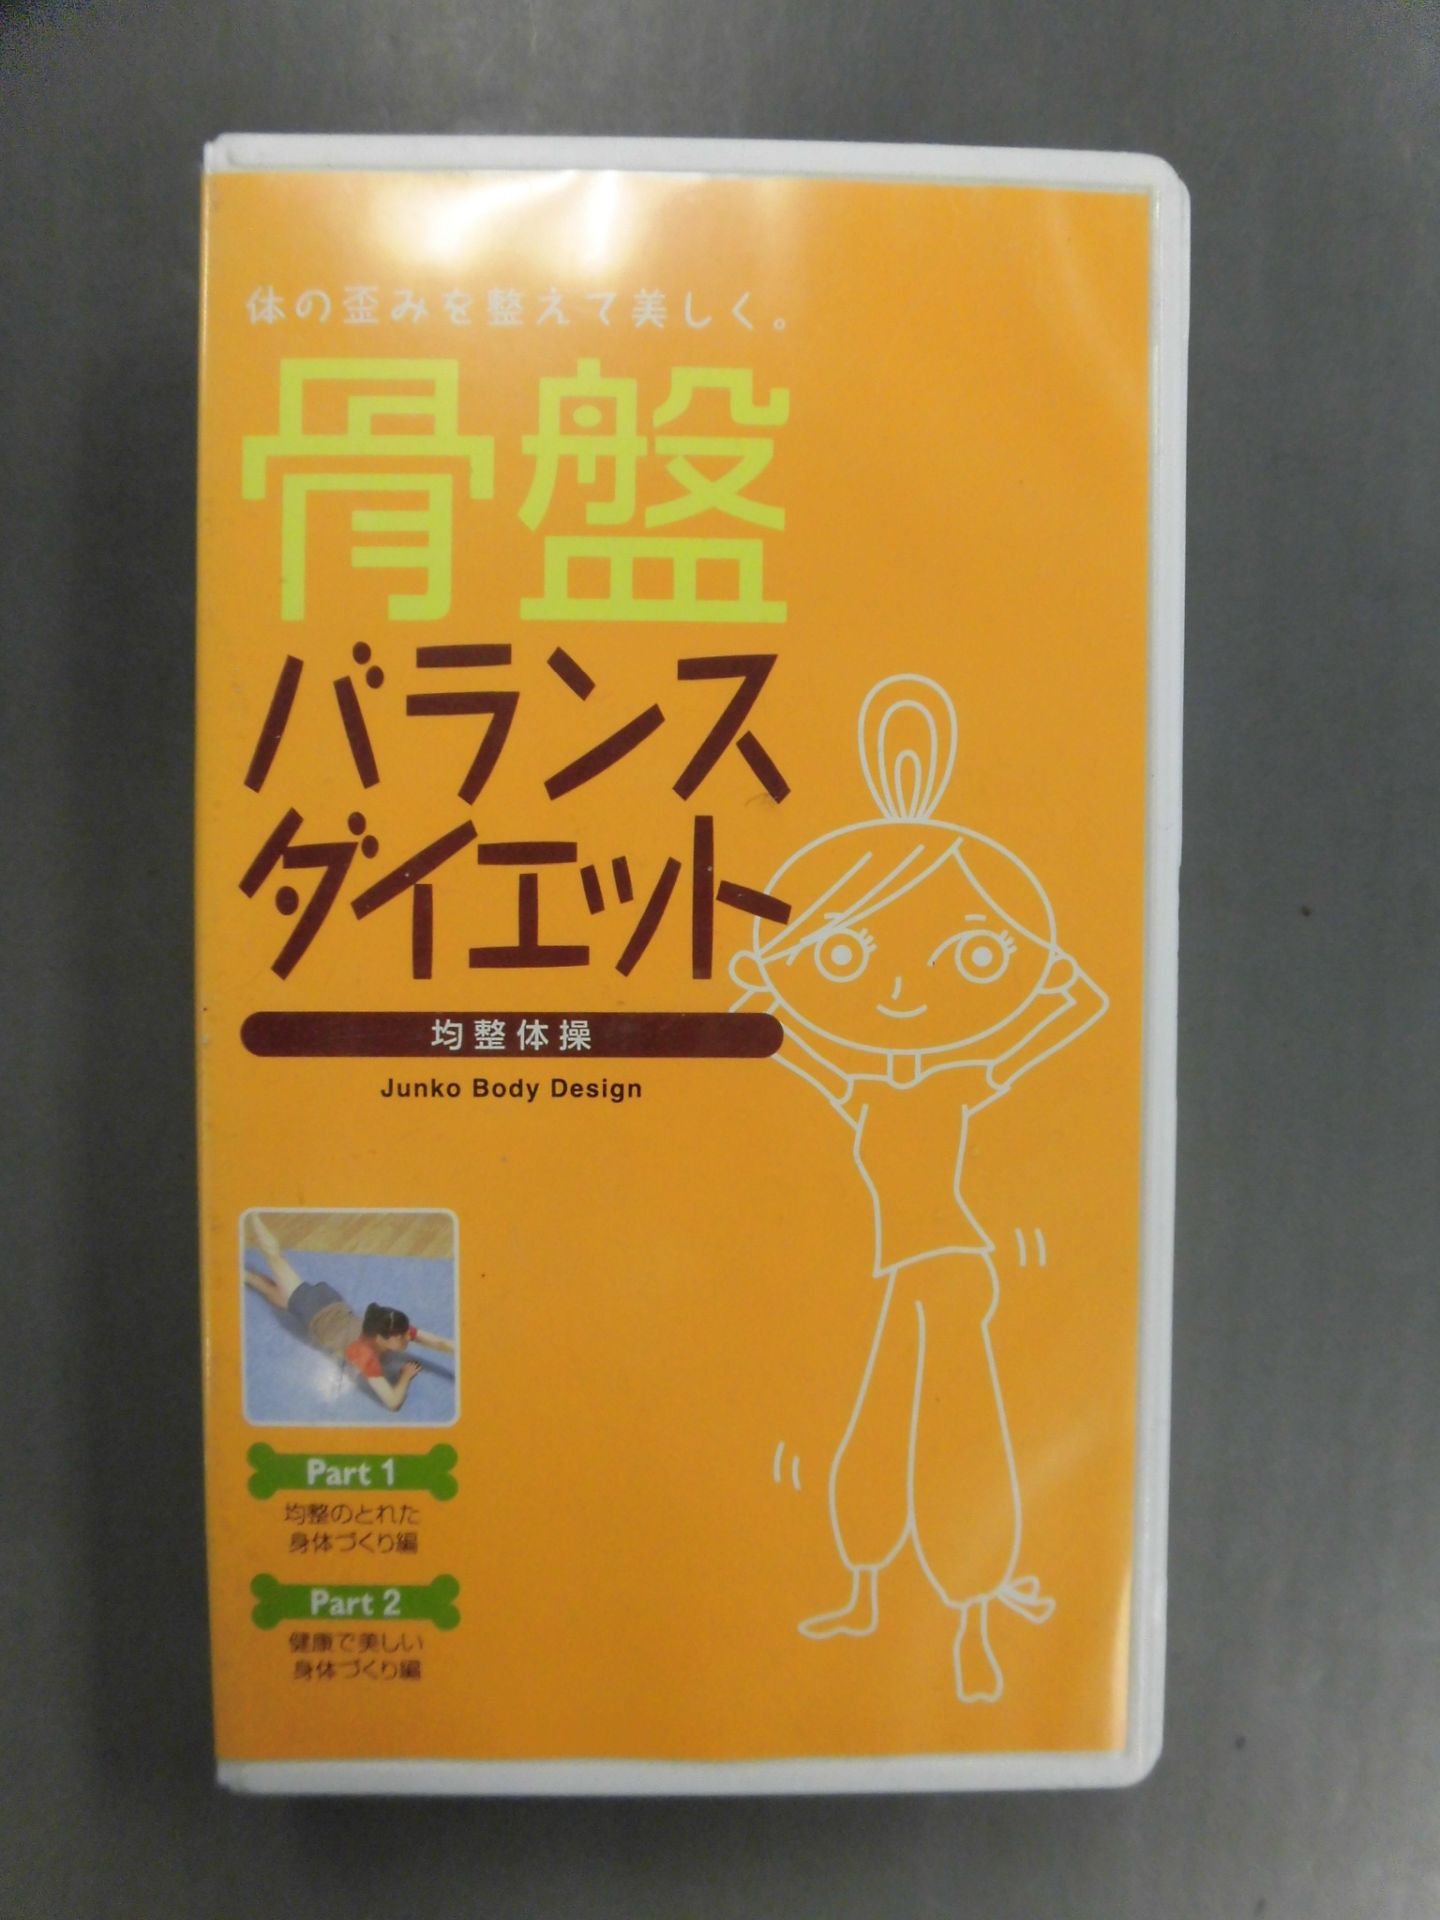 体の歪みを整えて美しく。
骨盤
バランス
ダイエット
均整体操
Junko Body Design
Part 1
均整のとれた
身体づくり編
Part 2
健康で美しい
身体づくり編